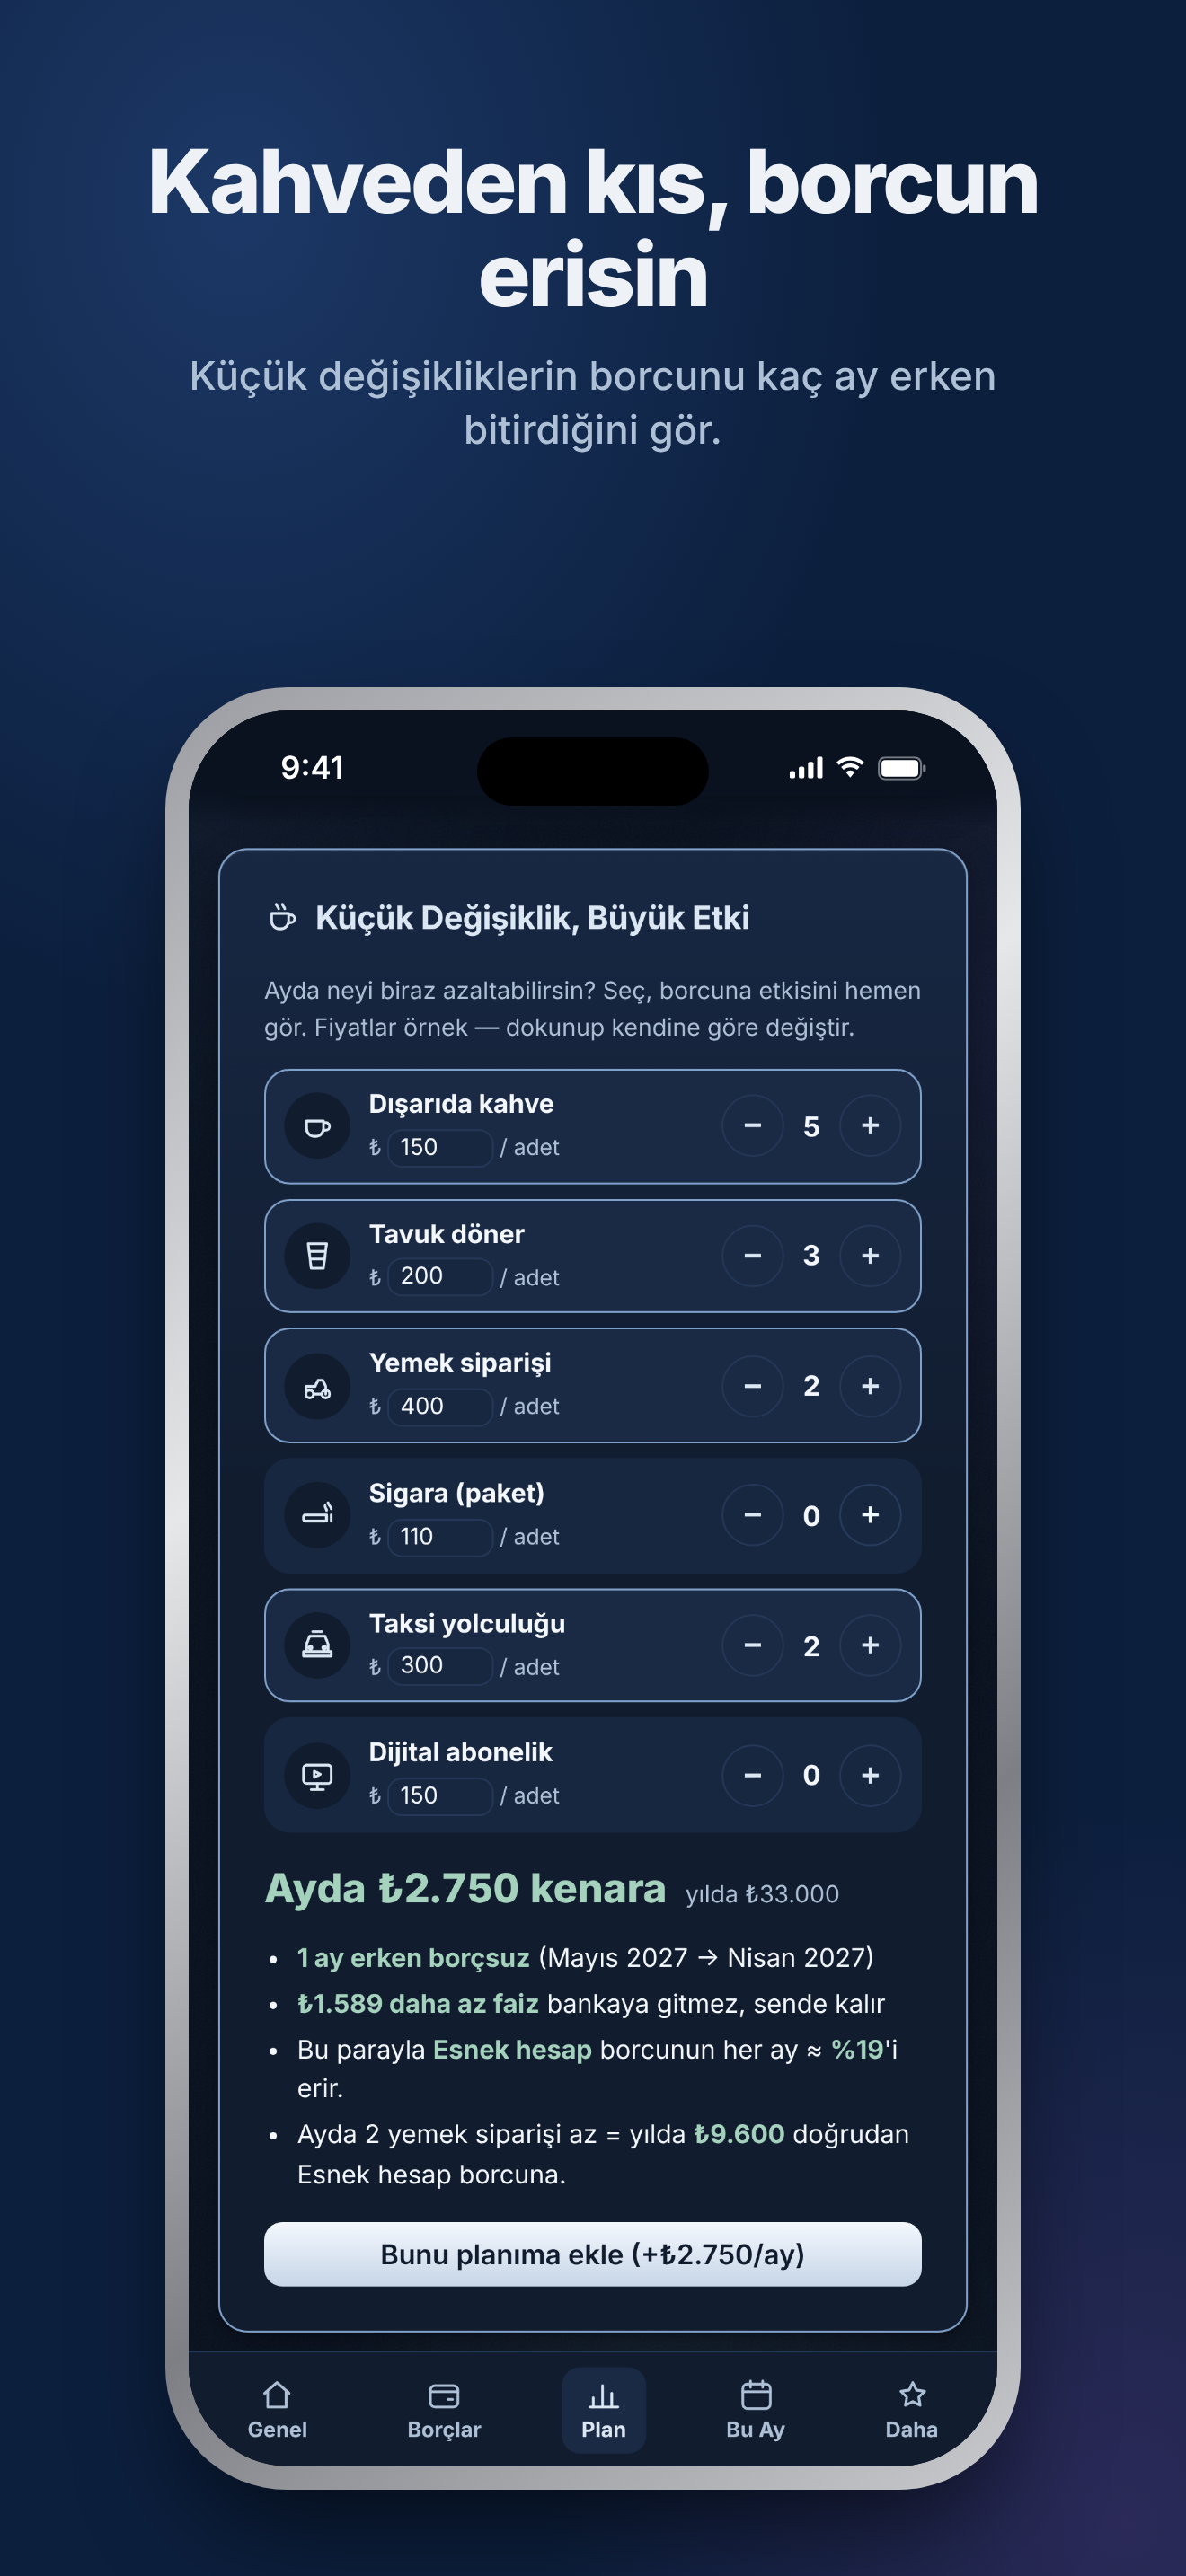 Kahveden kıs, borcun
erisin
Küçük değişikliklerin borcunu kaç ay erken
bitirdiğini gör.
9:41
Küçük Değişiklik, Büyük Etki
Ayda neyi biraz azaltabilirsin? Seç, borcuna etkisini hemen
gör. Fiyatlar örnek — dokunup kendine göre değiştir.
Dışarıda kahve
₺ 150 / adet
− 5 +
Tavuk döner
₺ 200 / adet
− 3 +
Yemek siparişi
₺ 400 / adet
− 2 +
Sigara (paket)
₺ 110 / adet
− 0 +
Taksi yolculuğu
₺ 300 / adet
− 2 +
Dijital abonelik
₺ 150 / adet
− 0 +
Ayda ₺2.750 kenara yılda ₺33.000
• 1 ay erken borçsuz (Mayıs 2027 → Nisan 2027)
• ₺1.589 daha az faiz bankaya gitmez, sende kalır
• Bu parayla Esnek hesap borcunun her ay ≈ %19'i
erir.
• Ayda 2 yemek siparişi az = yılda ₺9.600 doğrudan
Esnek hesap borcuna.
Bunu planıma ekle (+₺2.750/ay)
Genel Borçlar Plan Bu Ay Daha